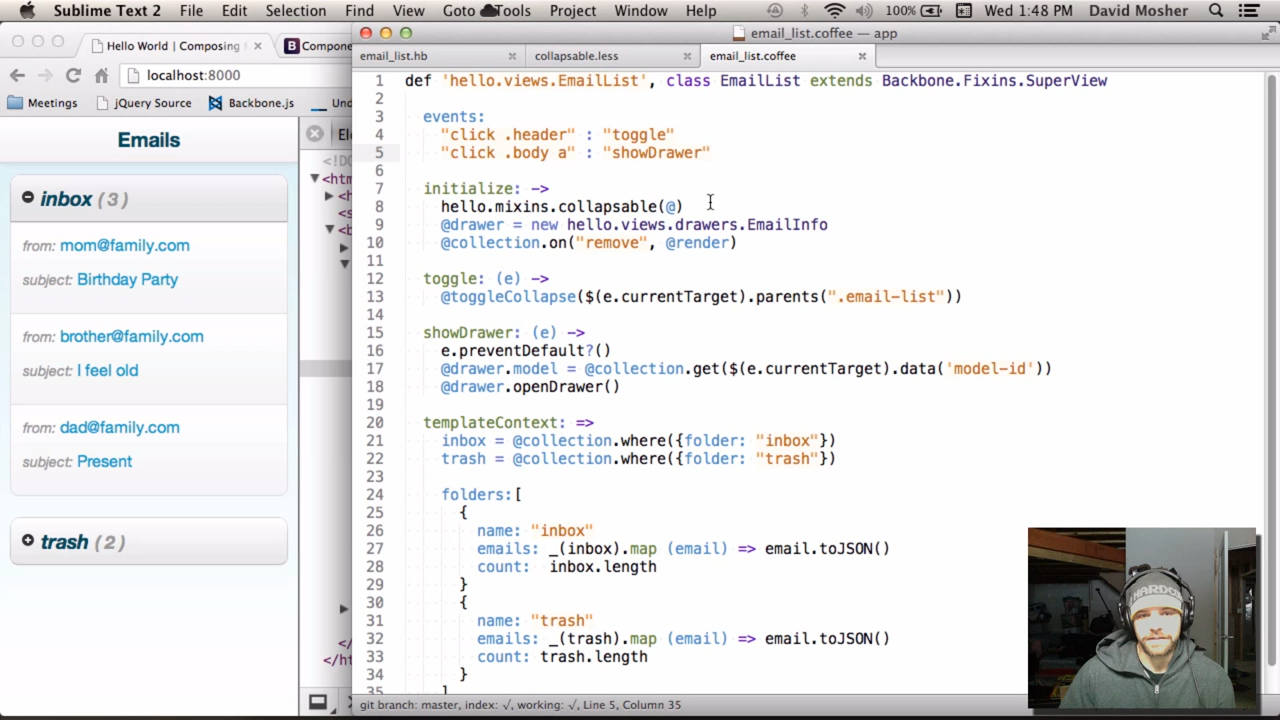 Sublime Text 2 File Edit Selection Find View Goto Tools Project Window Help 100% Wed 1:48 PM David Mosher
Hello World | Composing
B Compone
localhost:8000
Meetings jQuery Source Backbone.js Und
Emails
inbox (3)
from: mom@family.com
subject: Birthday Party
from: brother@family.com
subject: I feel old
from: dad@family.com
subject: Present
trash (2)
Ele
<!DO
<htm
<b
</
</ht
email_list.coffee — app
email_list.hb collapsable.less email_list.coffee
1 def 'hello.views.EmailList', class EmailList extends Backbone.Fixins.SuperView
2
3 events:
4 "click .header" : "toggle"
5 "click .body a" : "showDrawer"
6
7 initialize: ->
8 hello.mixins.collapsable(@)
9 @drawer = new hello.views.drawers.EmailInfo
10 @collection.on("remove", @render)
11
12 toggle: (e) ->
13 @toggleCollapse($(e.currentTarget).parents(".email-list"))
14
15 showDrawer: (e) ->
16 e.preventDefault?()
17 @drawer.model = @collection.get($(e.currentTarget).data('model-id'))
18 @drawer.openDrawer()
19
20 templateContext: =>
21 inbox = @collection.where({folder: "inbox"})
22 trash = @collection.where({folder: "trash"})
23
24 folders:[
25 {
26 name: "inbox"
27 emails: _(inbox).map (email) => email.toJSON()
28 count: inbox.length
29 }
30 {
31 name: "trash"
32 emails: _(trash).map (email) => email.toJSON()
33 count: trash.length
34 }
35 ]
git branch: master, index: √, working: √, Line 5, Column 35